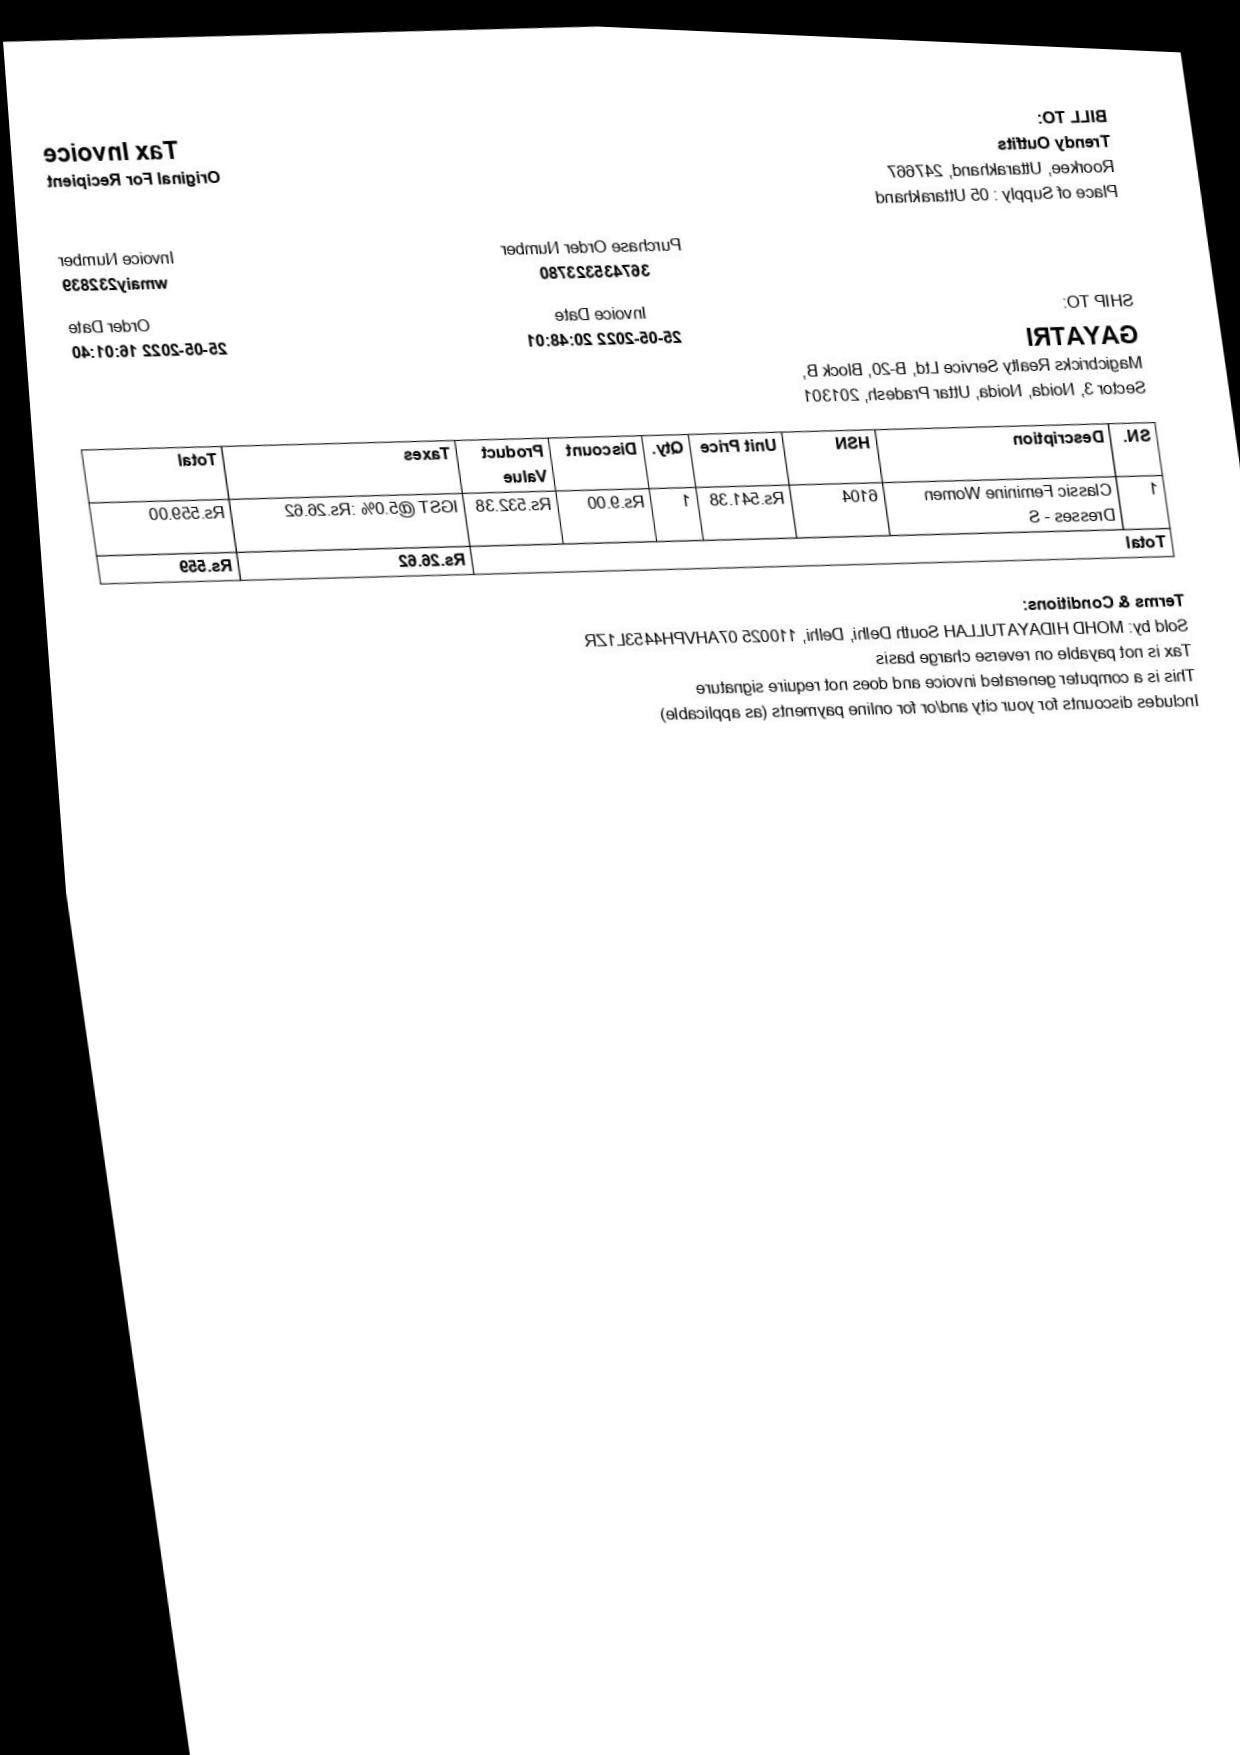 BILL TO:
Trendy Outfits
Roorkee, Uttarakhand, 247667
Place of Supply : 05 Uttarakhand
Tax Invoice
Original For Recipient
Purchase Order Number
3674353237​80
Invoice Number
wmaiy232839
Invoice Date
25-05-2022 20:48:01
Order Date
25-05-2022 16:01:40
SHIP TO:
GAYATRI
Magicbricks Realty Service Ltd, B-20, Block B,
Sector 3, Noida, Noida, Uttar Pradesh, 201301
SN. Description HSN Unit Price Qty. Discount Product Value Taxes Total
1 Classic Feminine Women Dresses - S 6104 Rs.541.38 1 Rs.9.00 Rs.532.38 IGST @5.0% :Rs.26.62 Rs.559.00
Total Rs.26.62 Rs.559
Terms & Conditions:
Sold by: MOHD HIDAYATULLAH South Delhi, Delhi, 110025 07AHVPH4453L1ZR
Tax is not payable on reverse charge basis
This is a computer generated invoice and does not require signature
Includes discounts for your city and/or for online payments (as applicable)